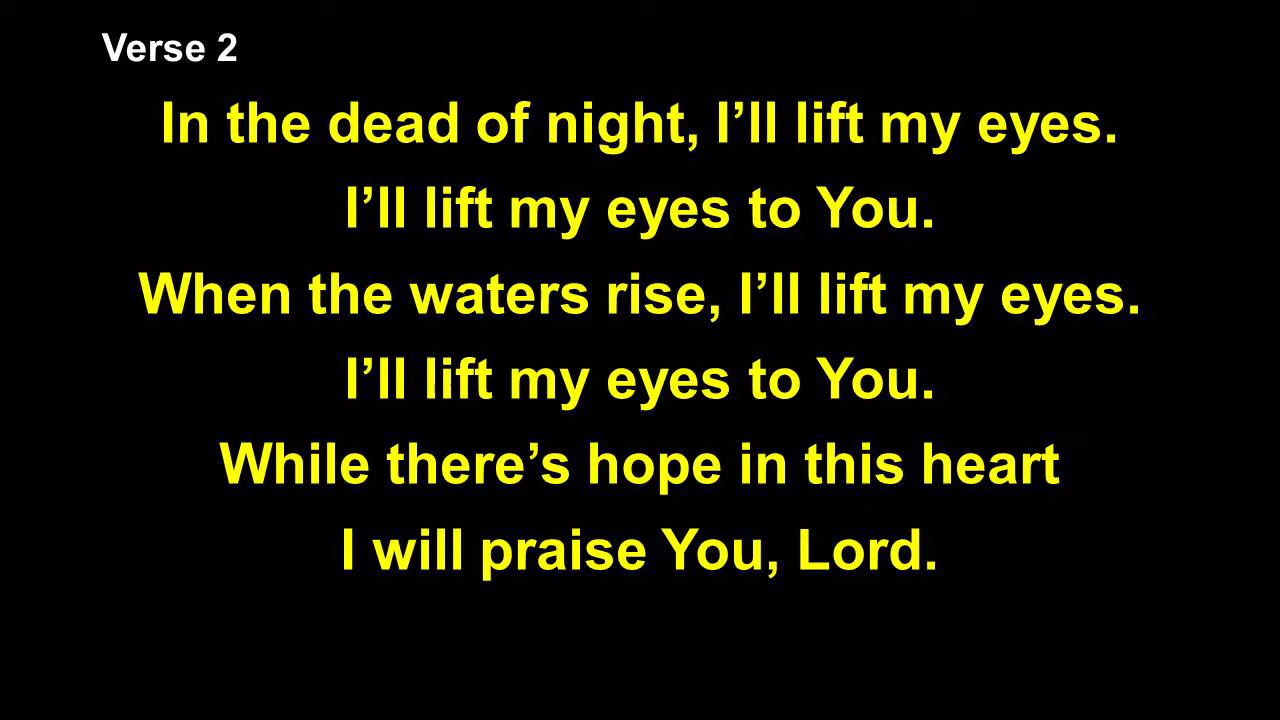 Verse 2
In the dead of night, I’ll lift my eyes.
I’ll lift my eyes to You.
When the waters rise, I’ll lift my eyes.
I’ll lift my eyes to You.
While there’s hope in this heart
I will praise You, Lord.